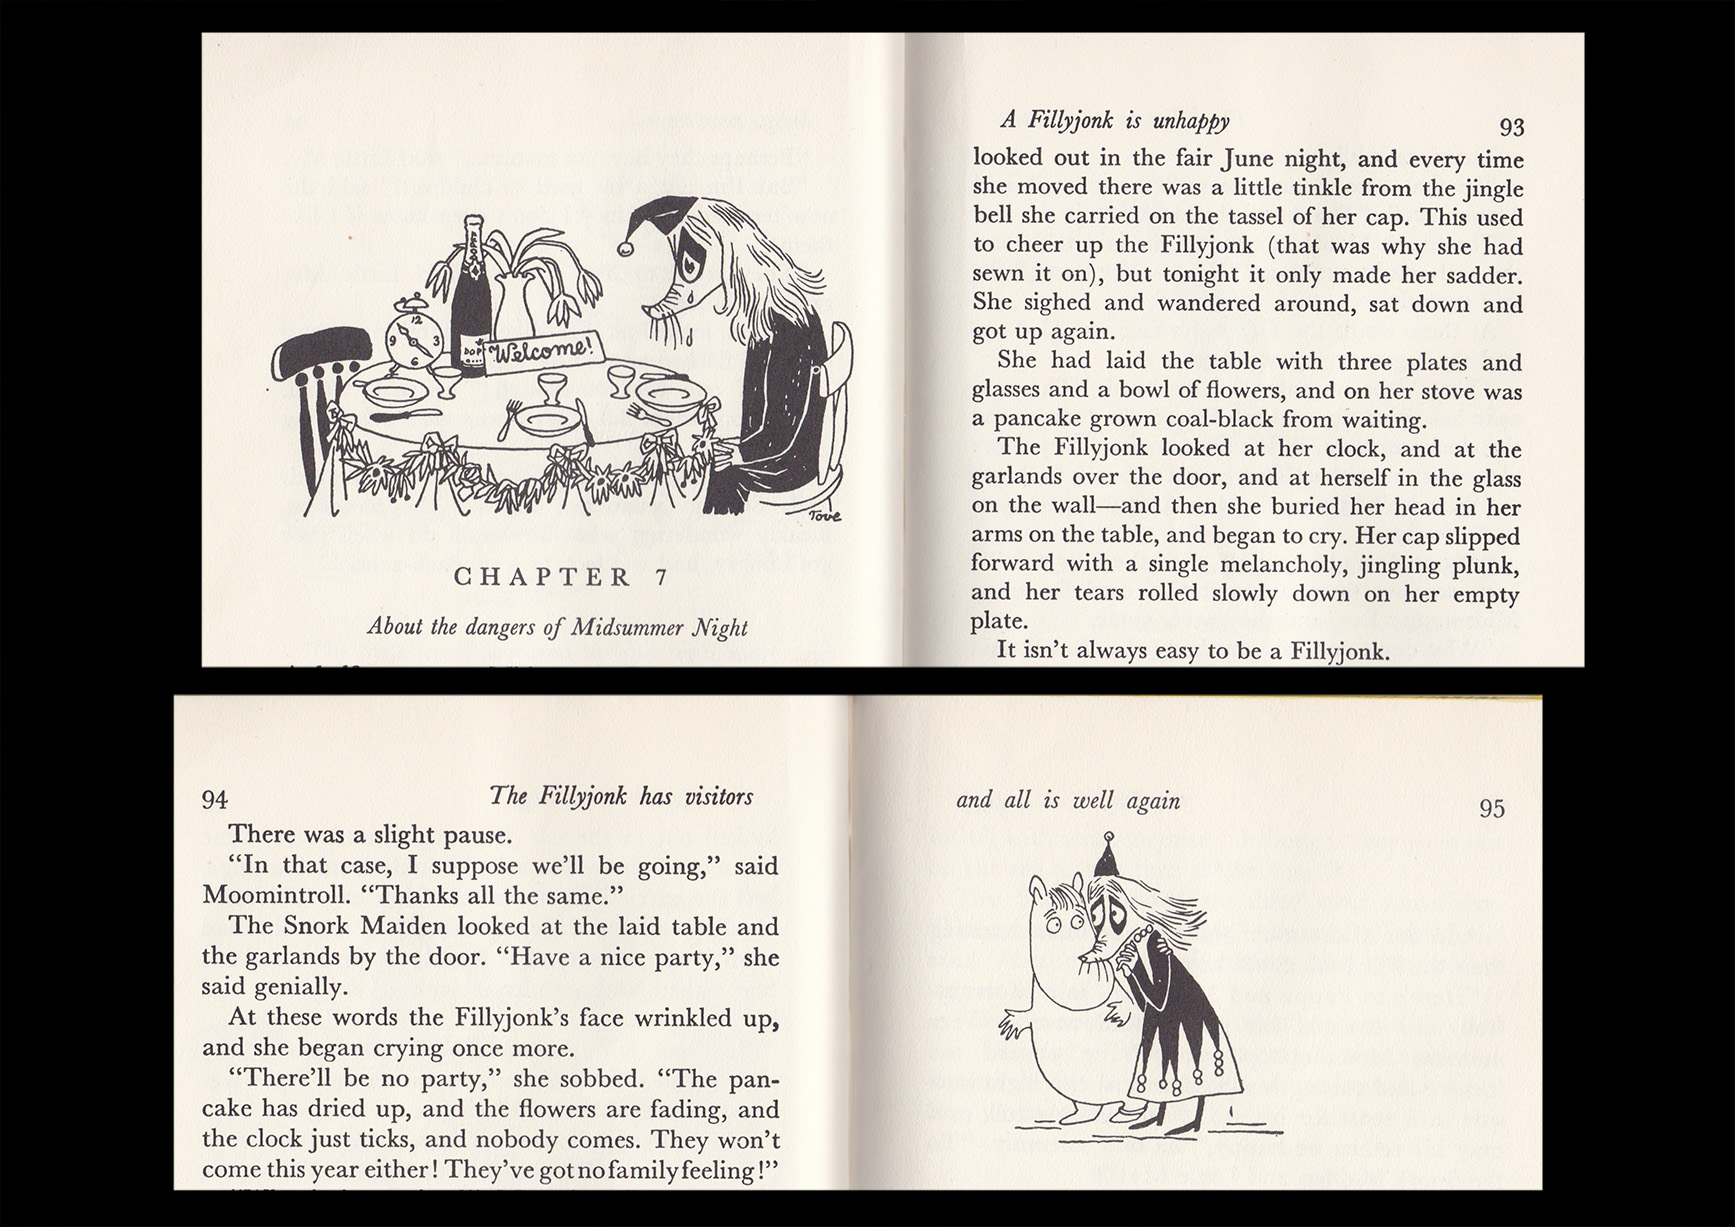 12
3
6
9
DOP
Welcome!
Tove
CHAPTER 7
About the dangers of Midsummer Night
A Fillyjonk is unhappy 93
looked out in the fair June night, and every time
she moved there was a little tinkle from the jingle
bell she carried on the tassel of her cap. This used
to cheer up the Fillyjonk (that was why she had
sewn it on), but tonight it only made her sadder.
She sighed and wandered around, sat down and
got up again.
She had laid the table with three plates and
glasses and a bowl of flowers, and on her stove was
a pancake grown coal-black from waiting.
The Fillyjonk looked at her clock, and at the
garlands over the door, and at herself in the glass
on the wall—and then she buried her head in her
arms on the table, and began to cry. Her cap slipped
forward with a single melancholy, jingling plunk,
and her tears rolled slowly down on her empty
plate.
It isn't always easy to be a Fillyjonk.
94 The Fillyjonk has visitors
There was a slight pause.
“In that case, I suppose we'll be going,” said
Moomintroll. “Thanks all the same.”
The Snork Maiden looked at the laid table and
the garlands by the door. “Have a nice party,” she
said genially.
At these words the Fillyjonk's face wrinkled up,
and she began crying once more.
“There'll be no party,” she sobbed. “The pan-
cake has dried up, and the flowers are fading, and
the clock just ticks, and nobody comes. They won't
come this year either! They've got no family feeling!”
and all is well again 95